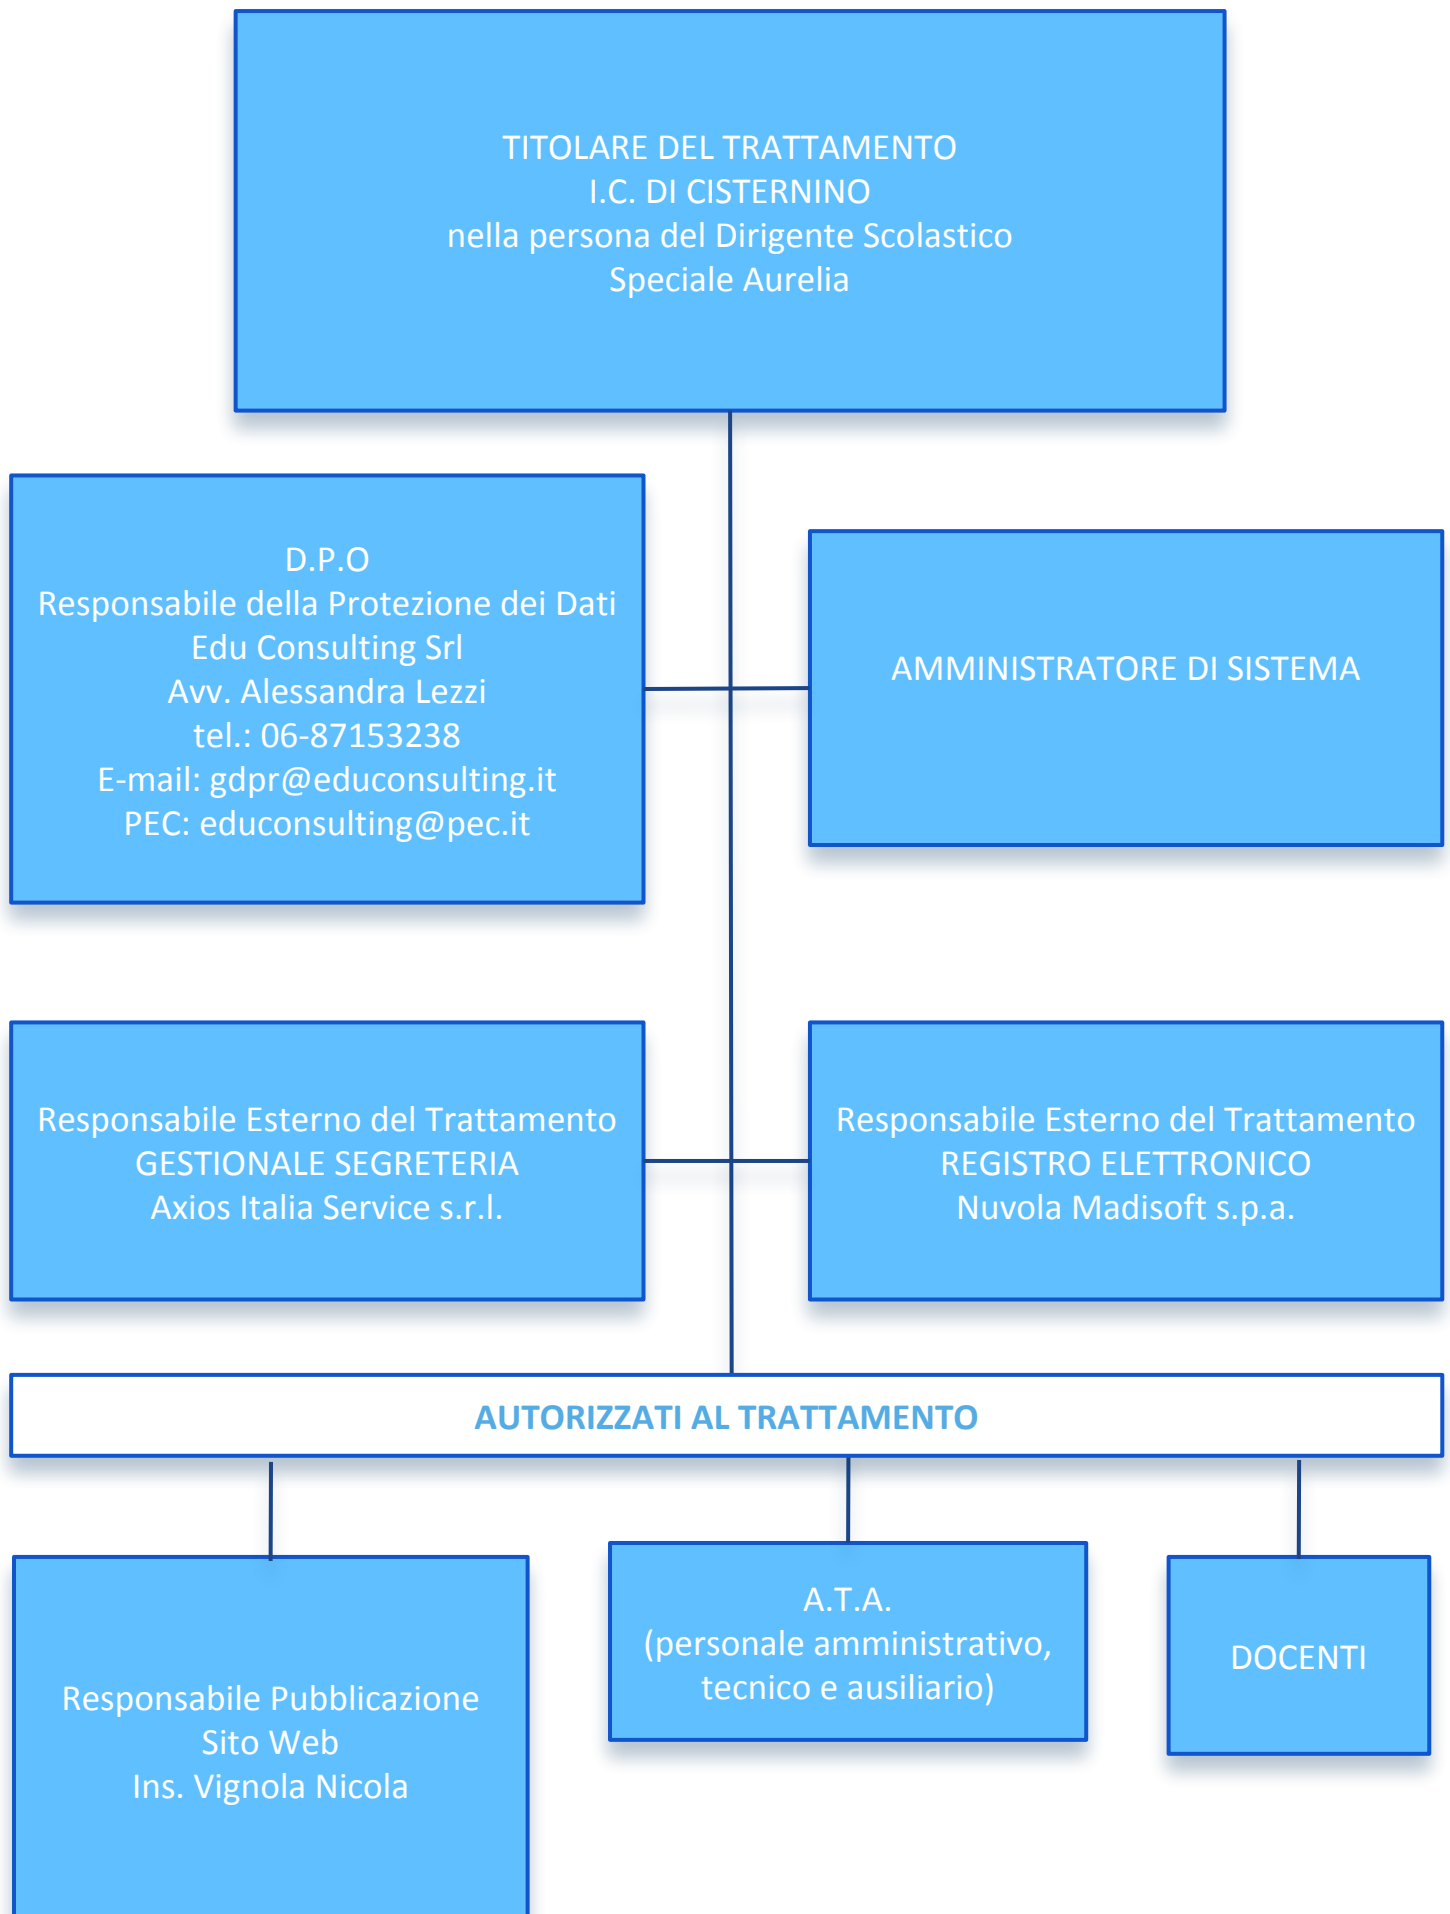 TITOLARE DEL TRATTAMENTO
I.C. DI CISTERNINO
nella persona del Dirigente Scolastico
Speciale Aurelia
D.P.O
Responsabile della Protezione dei Dati
Edu Consulting Srl
Avv. Alessandra Lezzi
tel.: 06-87153238
E-mail: gdpr@educonsulting.it
PEC: educonsulting@pec.it
AMMINISTRATORE DI SISTEMA
Responsabile Esterno del Trattamento
GESTIONALE SEGRETERIA
Axios Italia Service s.r.l.
Responsabile Esterno del Trattamento
REGISTRO ELETTRONICO
Nuvola Madisoft s.p.a.
AUTORIZZATI AL TRATTAMENTO
Responsabile Pubblicazione
Sito Web
Ins. Vignola Nicola
A.T.A.
(personale amministrativo,
tecnico e ausiliario)
DOCENTI